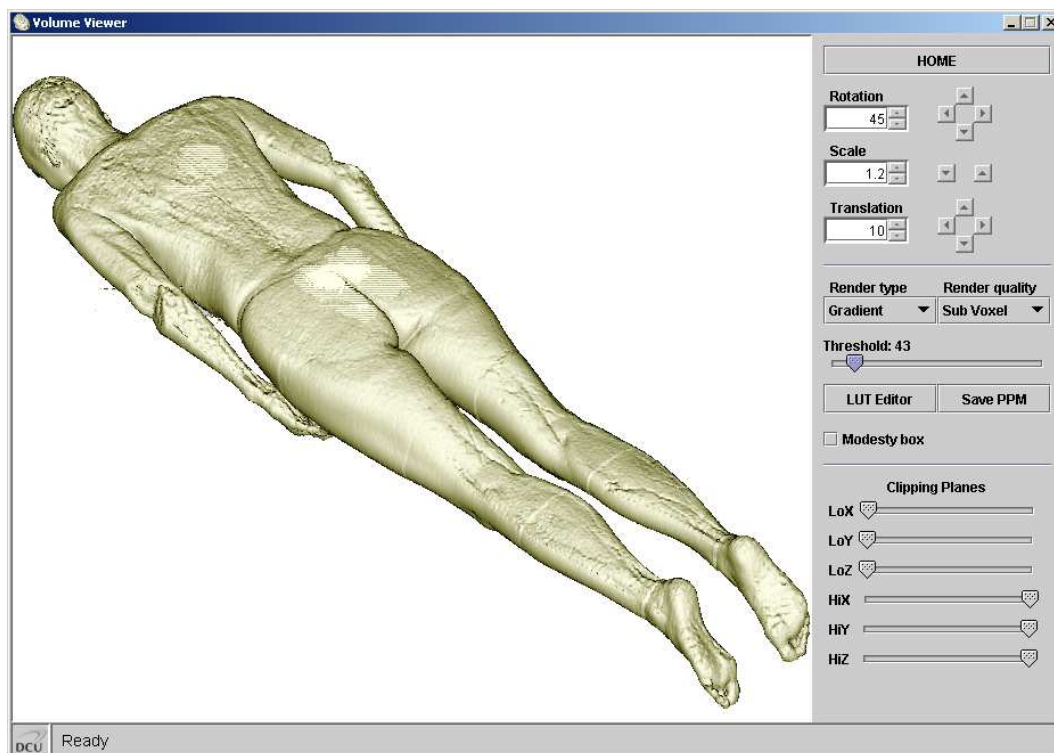 Volume Viewer
HOME
Rotation
45
Scale
1.2
Translation
10
Render type Render quality
Gradient Sub Voxel
Threshold: 43
LUT Editor Save PPM
Modesty box
Clipping Planes
LoX
LoY
LoZ
HiX
HiY
HiZ
DCU Ready